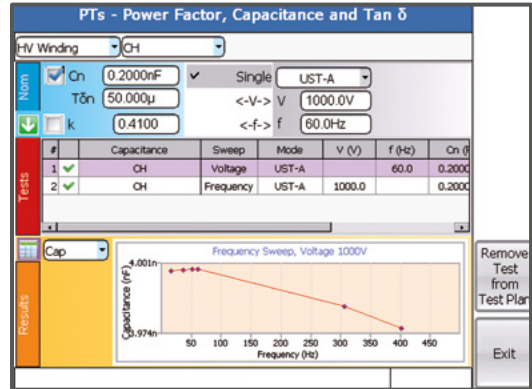 PTs - Power Factor, Capacitance and Tan δ
HV Winding CH
Nom
Cn 0.2000nF Single UST-A
Tδn 50.000μ <-V-> V 1000.0V
k 0.4100 <-f-> f 60.0Hz
Tests
# Capacitance Sweep Mode V (V) f (Hz) Cn (F
1 CH Voltage UST-A 60.0 0.2000
2 CH Frequency UST-A 1000.0 0.2000
Results
Cap
Frequency Sweep, Voltage 1000V
Capacitance (nF)
4.001n
3.974n
50 100 150 200 250 300 350 400 450
Frequency (Hz)
Remove
Test
from
Test Plan
Exit